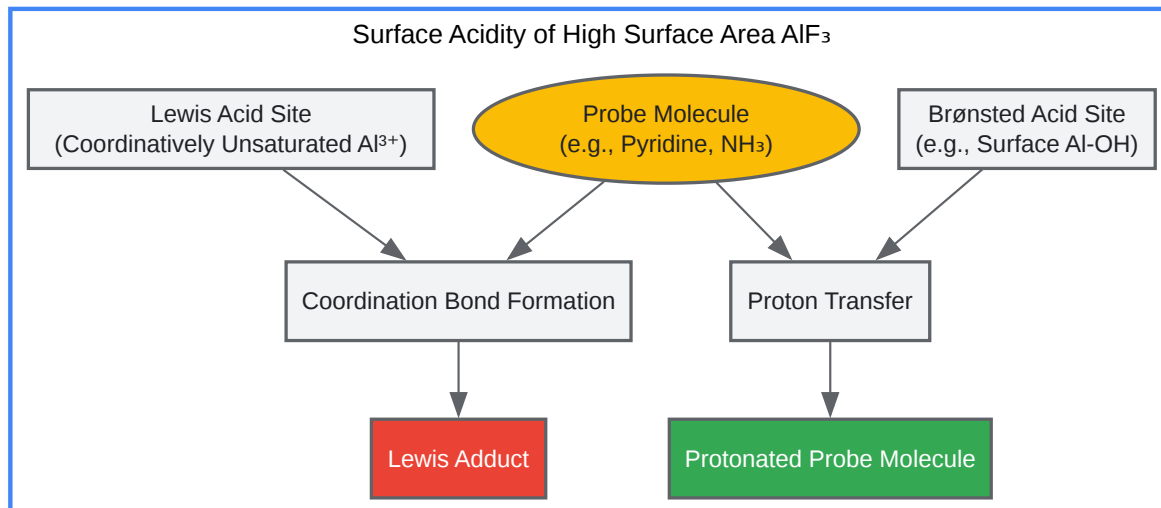 Surface Acidity of High Surface Area AlF₃
Lewis Acid Site
(Coordinatively Unsaturated Al³⁺)
Probe Molecule
(e.g., Pyridine, NH₃)
Brønsted Acid Site
(e.g., Surface Al-OH)
Coordination Bond Formation
Proton Transfer
Lewis Adduct
Protonated Probe Molecule